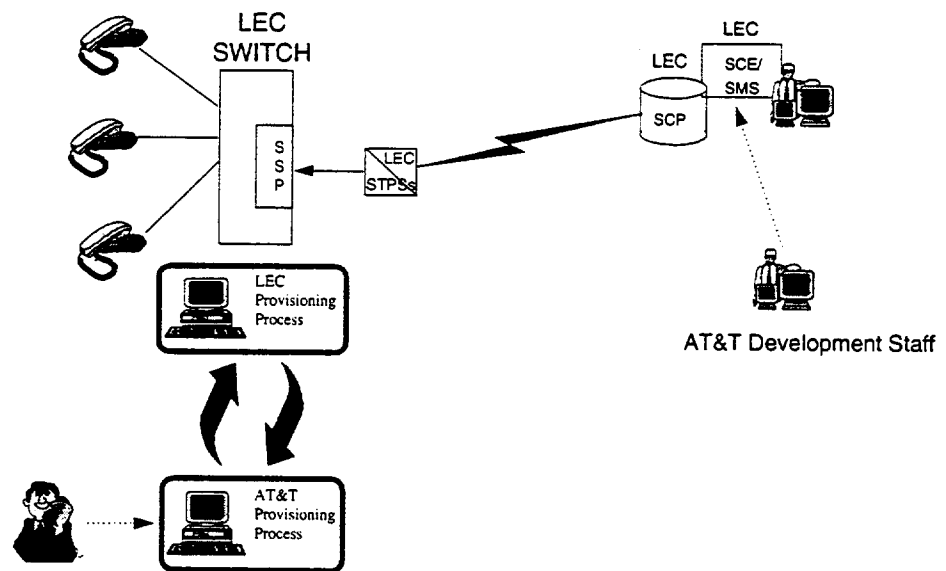 LEC
SWITCH
S
S
P
LEC
STPSs
LEC
SCP
LEC
SCE/
SMS
AT&T Development Staff
LEC
Provisioning
Process
AT&T
Provisioning
Process